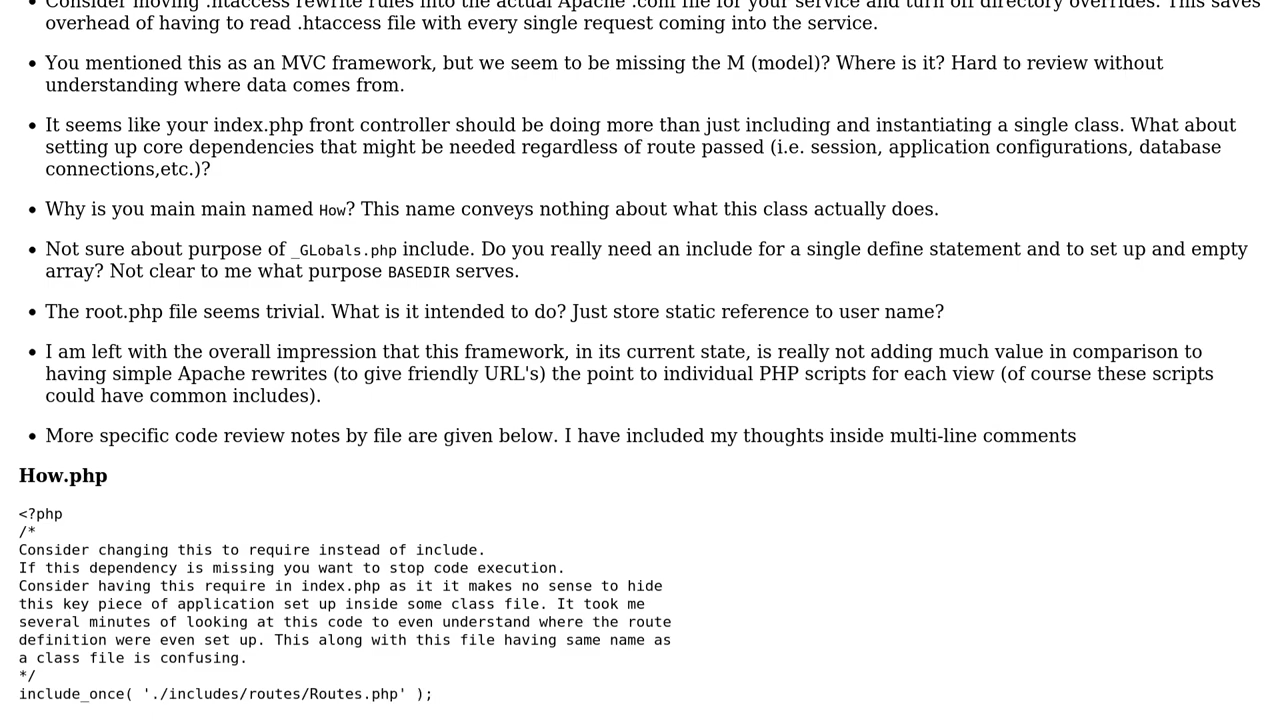 Consider moving .htaccess rewrite rules into the actual Apache .conf file for your service and turn off directory overrides. This saves
overhead of having to read .htaccess file with every single request coming into the service.
You mentioned this as an MVC framework, but we seem to be missing the M (model)? Where is it? Hard to review without
understanding where data comes from.
It seems like your index.php front controller should be doing more than just including and instantiating a single class. What about
setting up core dependencies that might be needed regardless of route passed (i.e. session, application configurations, database
connections,etc.)?
Why is you main main named How? This name conveys nothing about what this class actually does.
Not sure about purpose of _GLobals.php include. Do you really need an include for a single define statement and to set up and empty
array? Not clear to me what purpose BASEDIR serves.
The root.php file seems trivial. What is it intended to do? Just store static reference to user name?
I am left with the overall impression that this framework, in its current state, is really not adding much value in comparison to
having simple Apache rewrites (to give friendly URL's) the point to individual PHP scripts for each view (of course these scripts
could have common includes).
More specific code review notes by file are given below. I have included my thoughts inside multi-line comments
How.php
<?php
/*
Consider changing this to require instead of include.
If this dependency is missing you want to stop code execution.
Consider having this require in index.php as it it makes no sense to hide
this key piece of application set up inside some class file. It took me
several minutes of looking at this code to even understand where the route
definition were even set up. This along with this file having same name as
a class file is confusing.
*/
include_once( './includes/routes/Routes.php' );